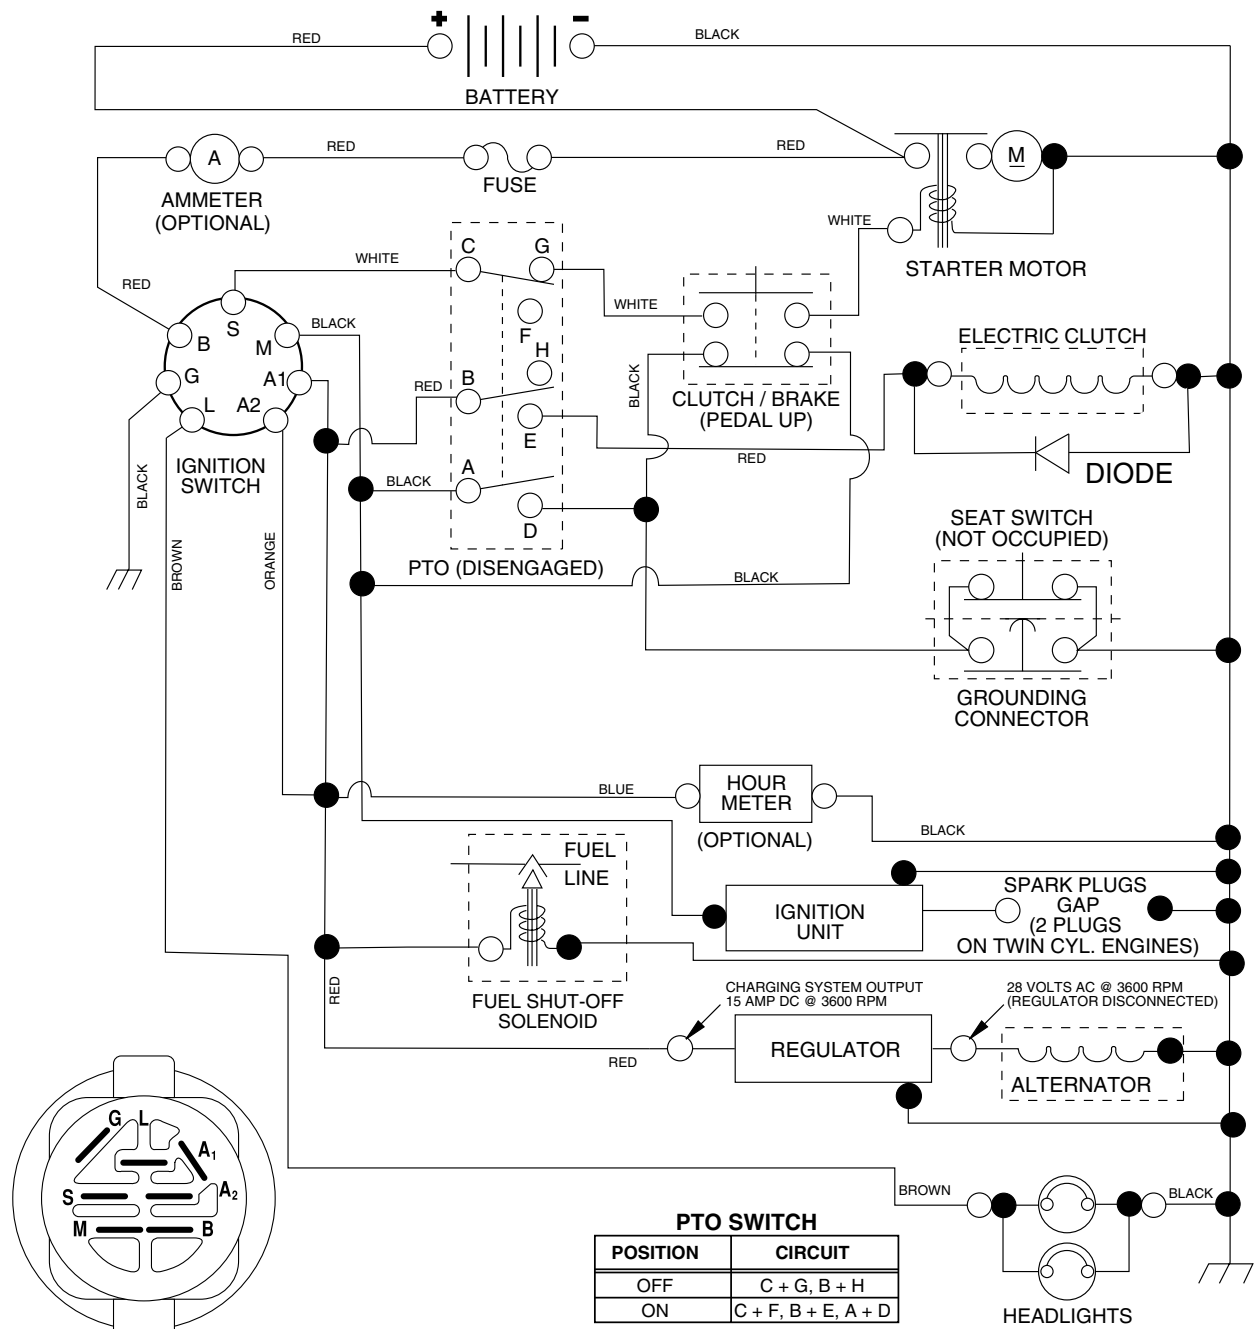 + -
RED
BLACK
BATTERY
A
RED
FUSE
RED
M
AMMETER
(OPTIONAL)
WHITE
STARTER MOTOR
C G
WHITE
RED
WHITE
S
B
M
BLACK
F
ELECTRIC CLUTCH
G
A1
H
L
A2
RED
B
BLACK
CLUTCH / BRAKE
(PEDAL UP)
E
RED
DIODE
IGNITION
SWITCH
BLACK
A
BLACK
D
SEAT SWITCH
(NOT OCCUPIED)
BROWN
ORANGE
PTO (DISENGAGED)
BLACK
GROUNDING
CONNECTOR
BLUE
HOUR
METER
(OPTIONAL)
BLACK
FUEL
LINE
IGNITION
UNIT
SPARK PLUGS
GAP
(2 PLUGS
ON TWIN CYL. ENGINES)
FUEL SHUT-OFF
SOLENOID
RED
CHARGING SYSTEM OUTPUT
15 AMP DC @ 3600 RPM
28 VOLTS AC @ 3600 RPM
(REGULATOR DISCONNECTED)
RED
REGULATOR
ALTERNATOR
G L
A1
S
A2
M
B
BROWN
BLACK
HEADLIGHTS
PTO SWITCH
POSITION CIRCUIT
OFF C + G, B + H
ON C + F, B + E, A + D